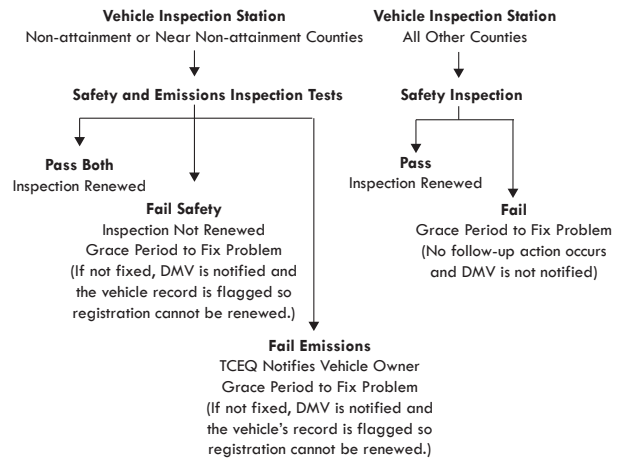 Vehicle Inspection Station
Non-attainment or Near Non-attainment Counties
Safety and Emissions Inspection Tests
Pass Both
Inspection Renewed
Fail Safety
Inspection Not Renewed
Grace Period to Fix Problem
(If not fixed, DMV is notified and
the vehicle record is flagged so
registration cannot be renewed.)
Fail Emissions
TCEQ Notifies Vehicle Owner
Grace Period to Fix Problem
(If not fixed, DMV is notified and
the vehicle’s record is flagged so
registration cannot be renewed.)
Vehicle Inspection Station
All Other Counties
Safety Inspection
Pass
Inspection Renewed
Fail
Grace Period to Fix Problem
(No follow-up action occurs
and DMV is not notified)